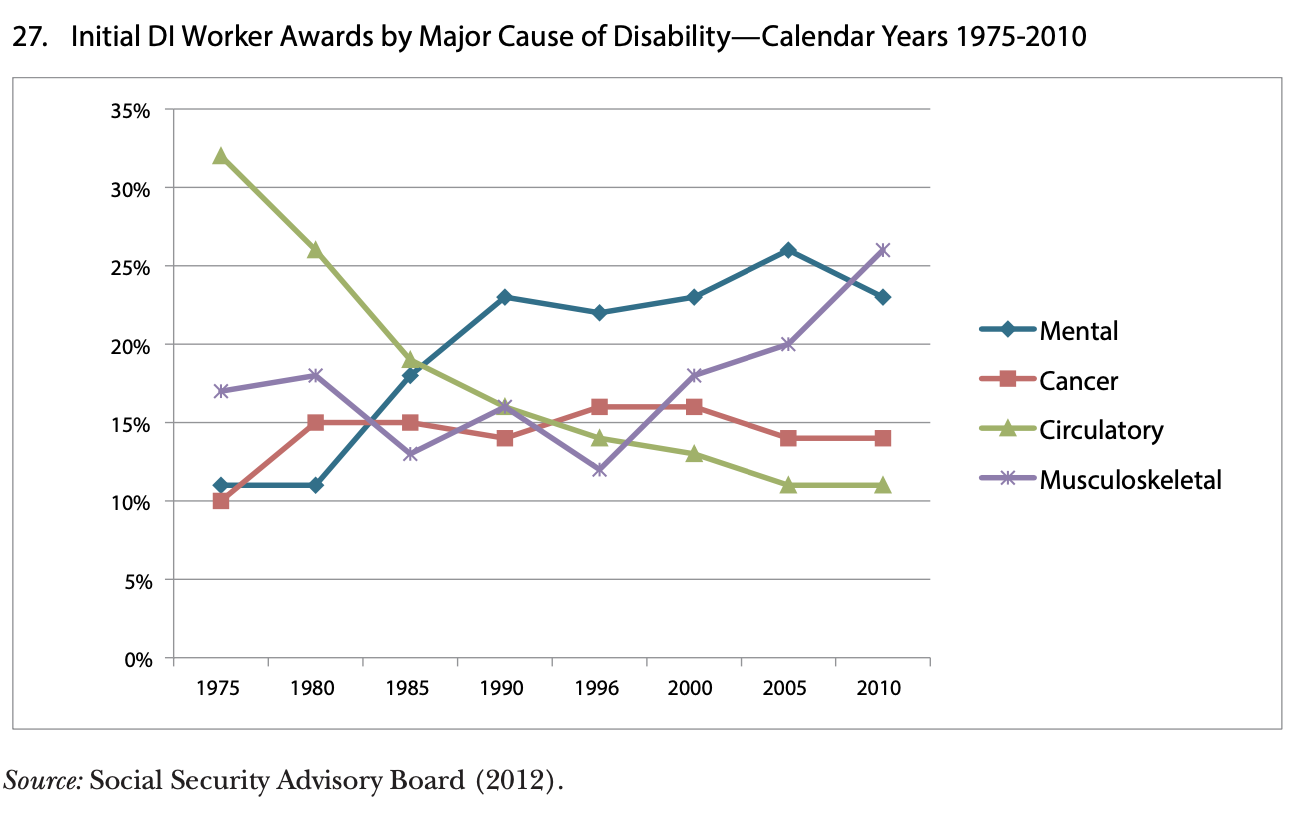 27. Initial DI Worker Awards by Major Cause of Disability—Calendar Years 1975-2010
35%
30%
25%
20%
15%
10%
5%
0%
1975 1980 1985 1990 1996 2000 2005 2010
Mental
Cancer
Circulatory
Musculoskeletal
Source: Social Security Advisory Board (2012).